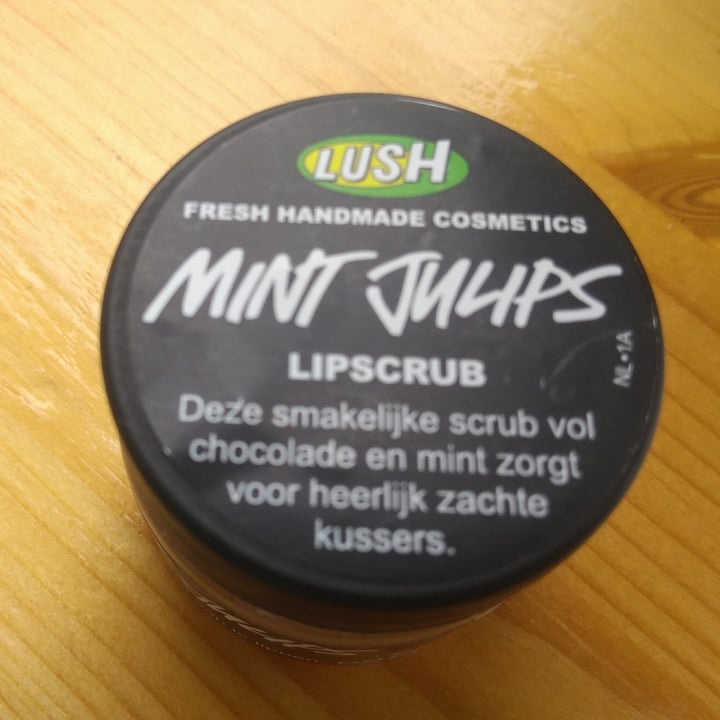 LUSH
FRESH HANDMADE COSMETICS
MINT JULIPS
LIPSCRUB
Deze smakelijke scrub vol
chocolade en mint zorgt
voor heerlijk zachte
kussers.
NL•1A